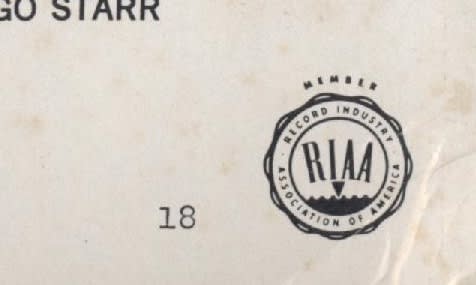 GO STARR
MEMBER
RECORD INDUSTRY
RIAA
ASSOCIATION OF AMERICA
18